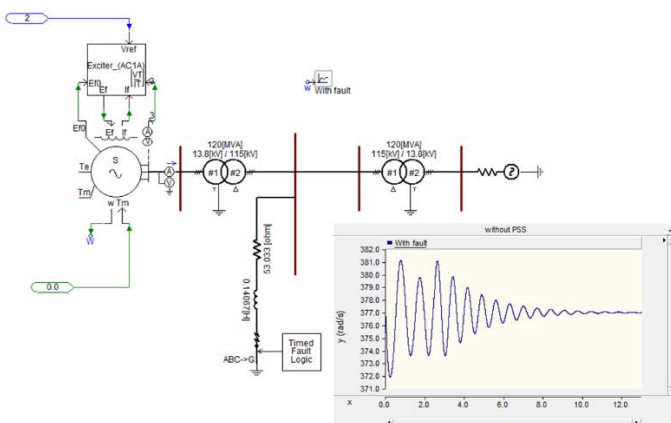 2
Vref
Exciter_(AC1A)
Ef0
VT
IT
3
Ef
If
Ef0
Ef
If
S
A
V
Te
Tm
w
Tm
W
0.0
A
V
120[MVA]
13.8[kV] / 115[kV]
#1
#2
Y
Δ
w
With fault
120[MVA]
115[kV] / 13.8[kV]
#1
#2
Δ
Y
53.033 [ohm]
0.14067[H]
ABC->G
Timed
Fault
Logic
without PSS
With fault
y (rad/s)
382.0
381.0
380.0
379.0
378.0
377.0
376.0
375.0
374.0
373.0
372.0
371.0
x
0.0
2.0
4.0
6.0
8.0
10.0
12.0